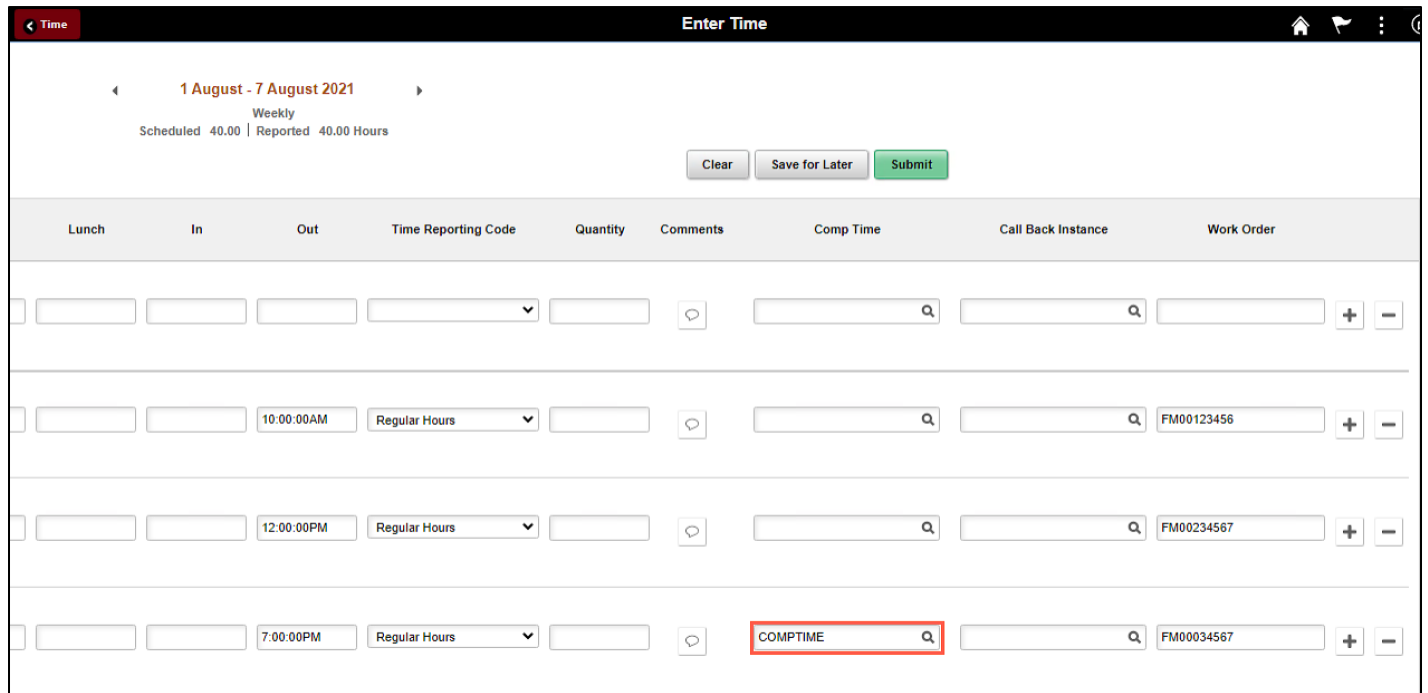 Time
Enter Time
1 August - 7 August 2021
Weekly
Scheduled 40.00 | Reported 40.00 Hours
Clear
Save for Later
Submit
Lunch In Out Time Reporting Code Quantity Comments Comp Time Call Back Instance Work Order
10:00:00AM Regular Hours FM00123456
12:00:00PM Regular Hours FM00234567
7:00:00PM Regular Hours COMPTIME FM00034567